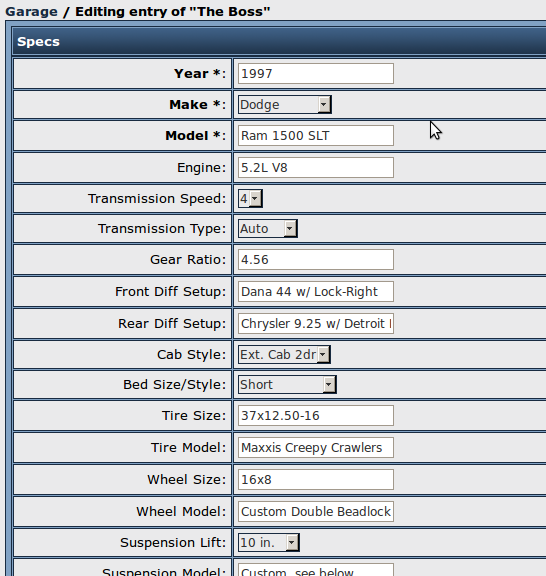 Garage / Editing entry of "The Boss"
Specs
Year *: 1997
Make *: Dodge
Model *: Ram 1500 SLT
Engine: 5.2L V8
Transmission Speed: 4
Transmission Type: Auto
Gear Ratio: 4.56
Front Diff Setup: Dana 44 w/ Lock-Right
Rear Diff Setup: Chrysler 9.25 w/ Detroit
Cab Style: Ext. Cab 2dr
Bed Size/Style: Short
Tire Size: 37x12.50-16
Tire Model: Maxxis Creepy Crawlers
Wheel Size: 16x8
Wheel Model: Custom Double Beadlock
Suspension Lift: 10 in.
Suspension Model: Custom, see below